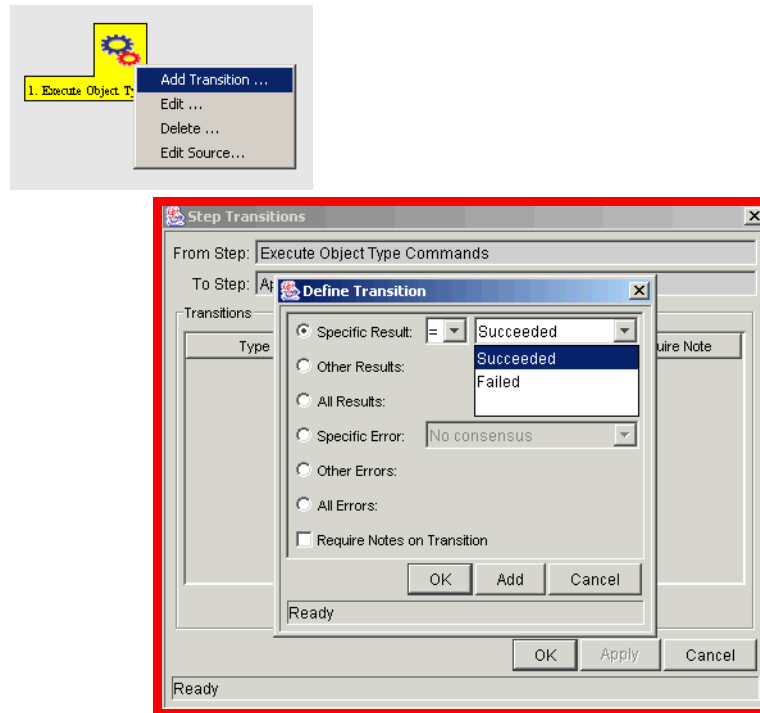 1. Execute Object T
Add Transition ...
Edit ...
Delete ...
Edit Source...
Step Transitions
From Step: Execute Object Type Commands
To Step:
Define Transition
Transitions
Type
uire Note
Specific Result: = Succeeded
Succeeded
Failed
Other Results:
All Results:
Specific Error: No consensus
Other Errors:
All Errors:
Require Notes on Transition
OK Add Cancel
Ready
OK Apply Cancel
Ready